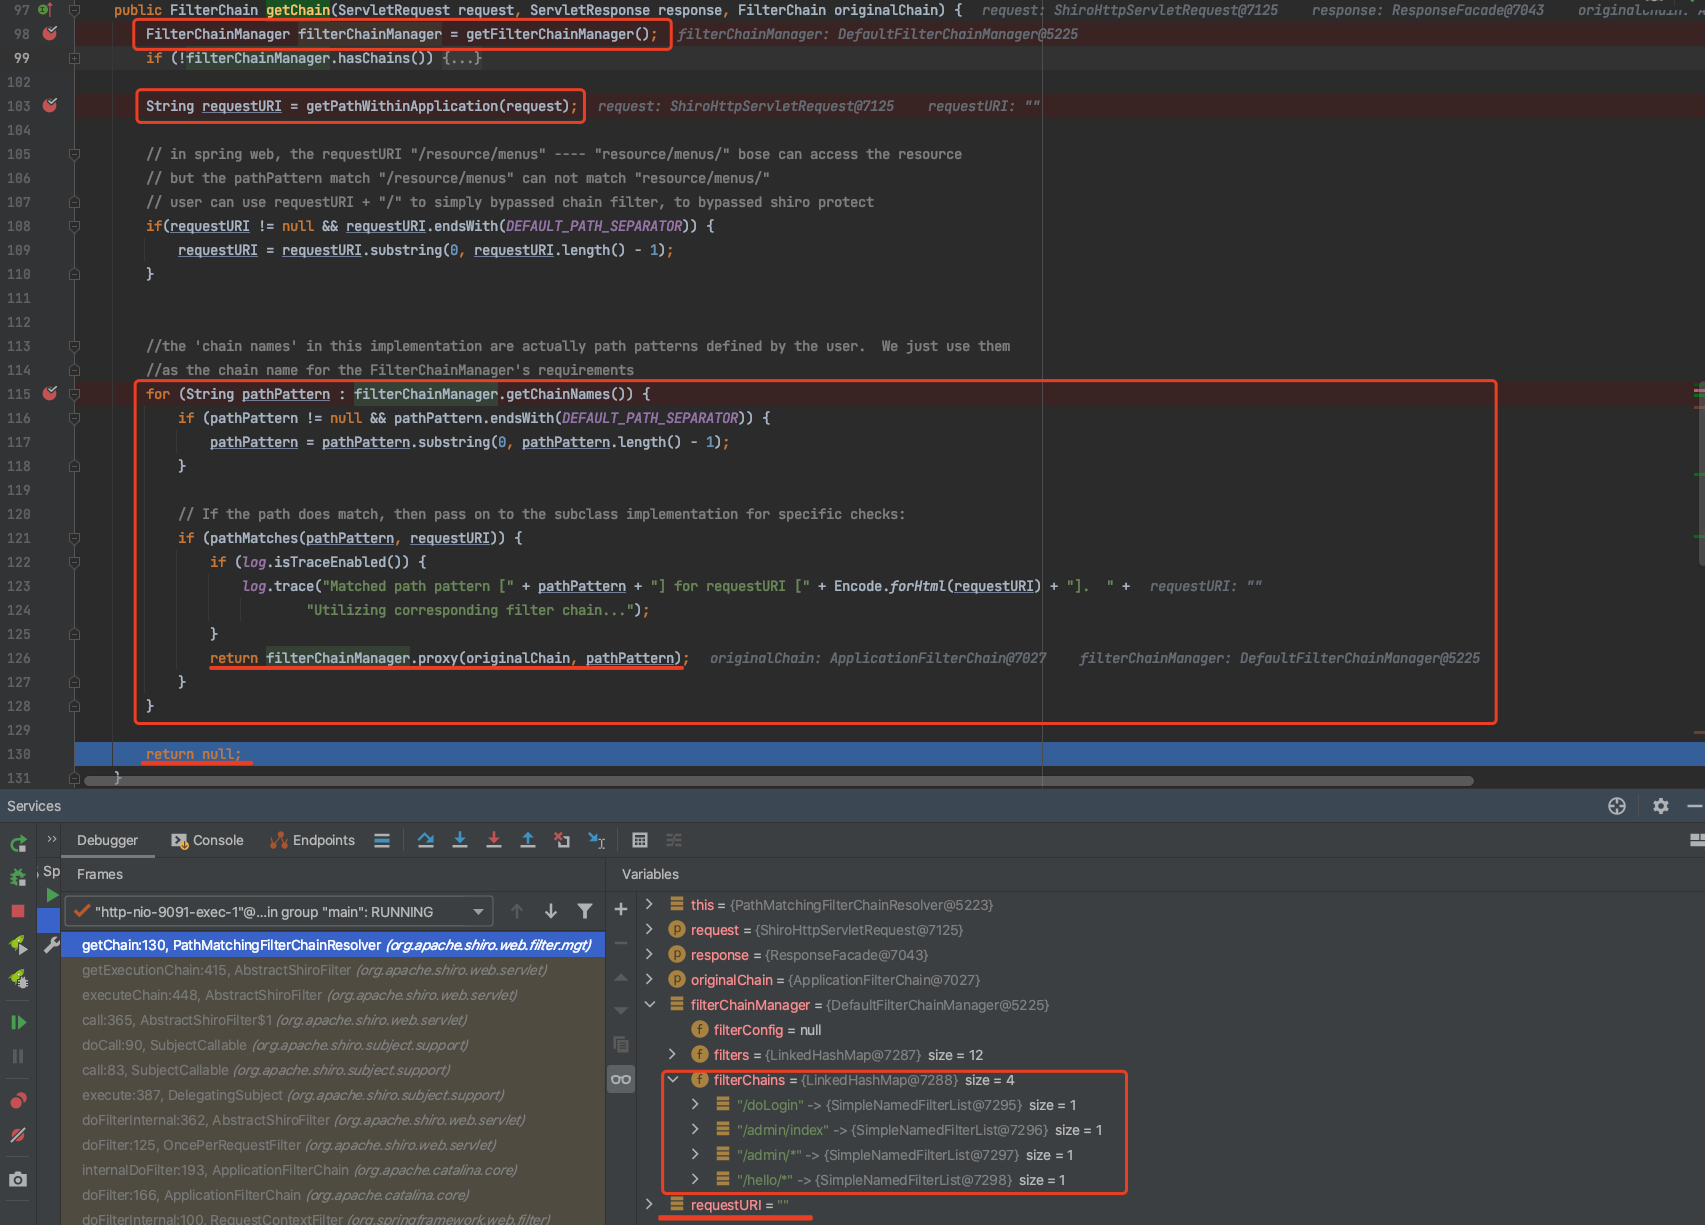 97 public FilterChain getChain(ServletRequest request, ServletResponse response, FilterChain originalChain) { request: ShiroHttpServletRequest@7125 response: ResponseFacade@7043 originalChain: A
98 FilterChainManager filterChainManager = getFilterChainManager(); filterChainManager: DefaultFilterChainManager@5225
99 if (!filterChainManager.hasChains()) {...}
102
103 String requestURI = getPathWithinApplication(request); request: ShiroHttpServletRequest@7125 requestURI: ""
104
105 // in spring web, the requestURI "/resource/menus" ---- "resource/menus/" bose can access the resource
106 // but the pathPattern match "/resource/menus" can not match "resource/menus/"
107 // user can use requestURI + "/" to simply bypassed chain filter, to bypassed shiro protect
108 if(requestURI != null && requestURI.endsWith(DEFAULT_PATH_SEPARATOR)) {
109 requestURI = requestURI.substring(0, requestURI.length() - 1);
110 }
111
112
113 //the 'chain names' in this implementation are actually path patterns defined by the user.  We just use them
114 //as the chain name for the FilterChainManager's requirements
115 for (String pathPattern : filterChainManager.getChainNames()) {
116 if (pathPattern != null && pathPattern.endsWith(DEFAULT_PATH_SEPARATOR)) {
117 pathPattern = pathPattern.substring(0, pathPattern.length() - 1);
118 }
119
120 // If the path does match, then pass on to the subclass implementation for specific checks:
121 if (pathMatches(pathPattern, requestURI)) {
122 if (log.isTraceEnabled()) {
123 log.trace("Matched path pattern [" + pathPattern + "] for requestURI [" + Encode.forHtml(requestURI) + "].  " + requestURI: ""
124 "Utilizing corresponding filter chain...");
125 }
126 return filterChainManager.proxy(originalChain, pathPattern); originalChain: ApplicationFilterChain@7027 filterChainManager: DefaultFilterChainManager@5225
127 }
128 }
129
130 return null;
131 }
Services
Debugger Console Endpoints
Sp
Frames
Variables
"http-nio-9091-exec-1"@...in group "main": RUNNING
getChain:130, PathMatchingFilterChainResolver (org.apache.shiro.web.filter.mgt)
getExecutionChain:415, AbstractShiroFilter (org.apache.shiro.web.servlet)
executeChain:448, AbstractShiroFilter (org.apache.shiro.web.servlet)
call:365, AbstractShiroFilter$1 (org.apache.shiro.web.servlet)
doCall:90, SubjectCallable (org.apache.shiro.subject.support)
call:83, SubjectCallable (org.apache.shiro.subject.support)
execute:387, DelegatingSubject (org.apache.shiro.subject.support)
doFilterInternal:362, AbstractShiroFilter (org.apache.shiro.web.servlet)
doFilter:125, OncePerRequestFilter (org.apache.shiro.web.servlet)
internalDoFilter:193, ApplicationFilterChain (org.apache.catalina.core)
doFilter:166, ApplicationFilterChain (org.apache.catalina.core)
doFilterInternal:100, RequestContextFilter (org.springframework.web.filter)
this = {PathMatchingFilterChainResolver@5223}
request = {ShiroHttpServletRequest@7125}
response = {ResponseFacade@7043}
originalChain = {ApplicationFilterChain@7027}
filterChainManager = {DefaultFilterChainManager@5225}
filterConfig = null
filters = {LinkedHashMap@7287} size = 12
filterChains = {LinkedHashMap@7288} size = 4
"/doLogin" -> {SimpleNamedFilterList@7295} size = 1
"/admin/index" -> {SimpleNamedFilterList@7296} size = 1
"/admin/*" -> {SimpleNamedFilterList@7297} size = 1
"/hello/*" -> {SimpleNamedFilterList@7298} size = 1
requestURI = ""